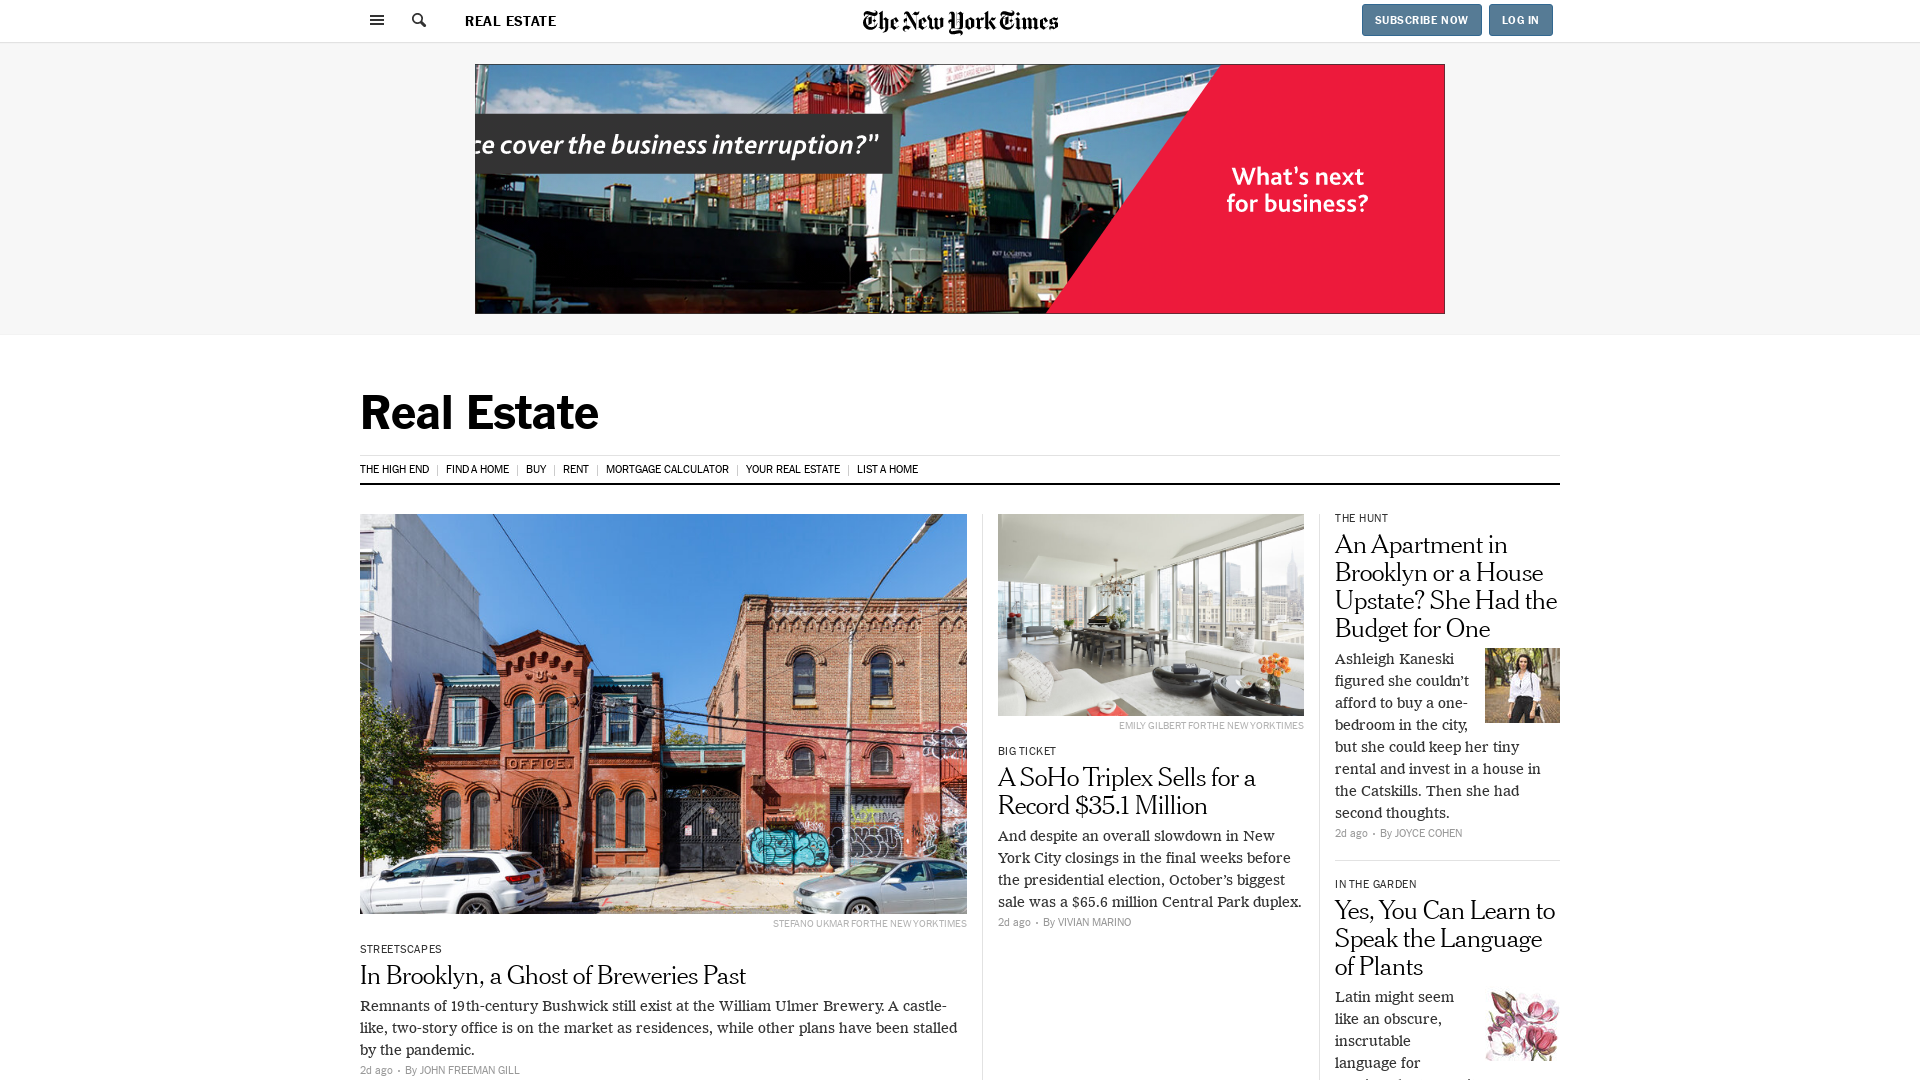 REAL ESTATE
The New York Times
SUBSCRIBE NOW
LOG IN
ce cover the business interruption?”
What’s next
for business?
Real Estate
THE HIGH END
FIND A HOME
BUY
RENT
MORTGAGE CALCULATOR
YOUR REAL ESTATE
LIST A HOME
OFFICE.
STEFANO UKMAR FOR THE NEW YORK TIMES
STREETSCAPES
In Brooklyn, a Ghost of Breweries Past
Remnants of 19th-century Bushwick still exist at the William Ulmer Brewery. A castle-
like, two-story office is on the market as residences, while other plans have been stalled
by the pandemic.
2d ago • By JOHN FREEMAN GILL
EMILY GILBERT FOR THE NEW YORK TIMES
BIG TICKET
A SoHo Triplex Sells for a
Record $35.1 Million
And despite an overall slowdown in New
York City closings in the final weeks before
the presidential election, October’s biggest
sale was a $65.6 million Central Park duplex.
2d ago • By VIVIAN MARINO
THE HUNT
An Apartment in
Brooklyn or a House
Upstate? She Had the
Budget for One
Ashleigh Kaneski
figured she couldn’t
afford to buy a one-
bedroom in the city,
but she could keep her tiny
rental and invest in a house in
the Catskills. Then she had
second thoughts.
2d ago • By JOYCE COHEN
IN THE GARDEN
Yes, You Can Learn to
Speak the Language
of Plants
Latin might seem
like an obscure,
inscrutable
language for